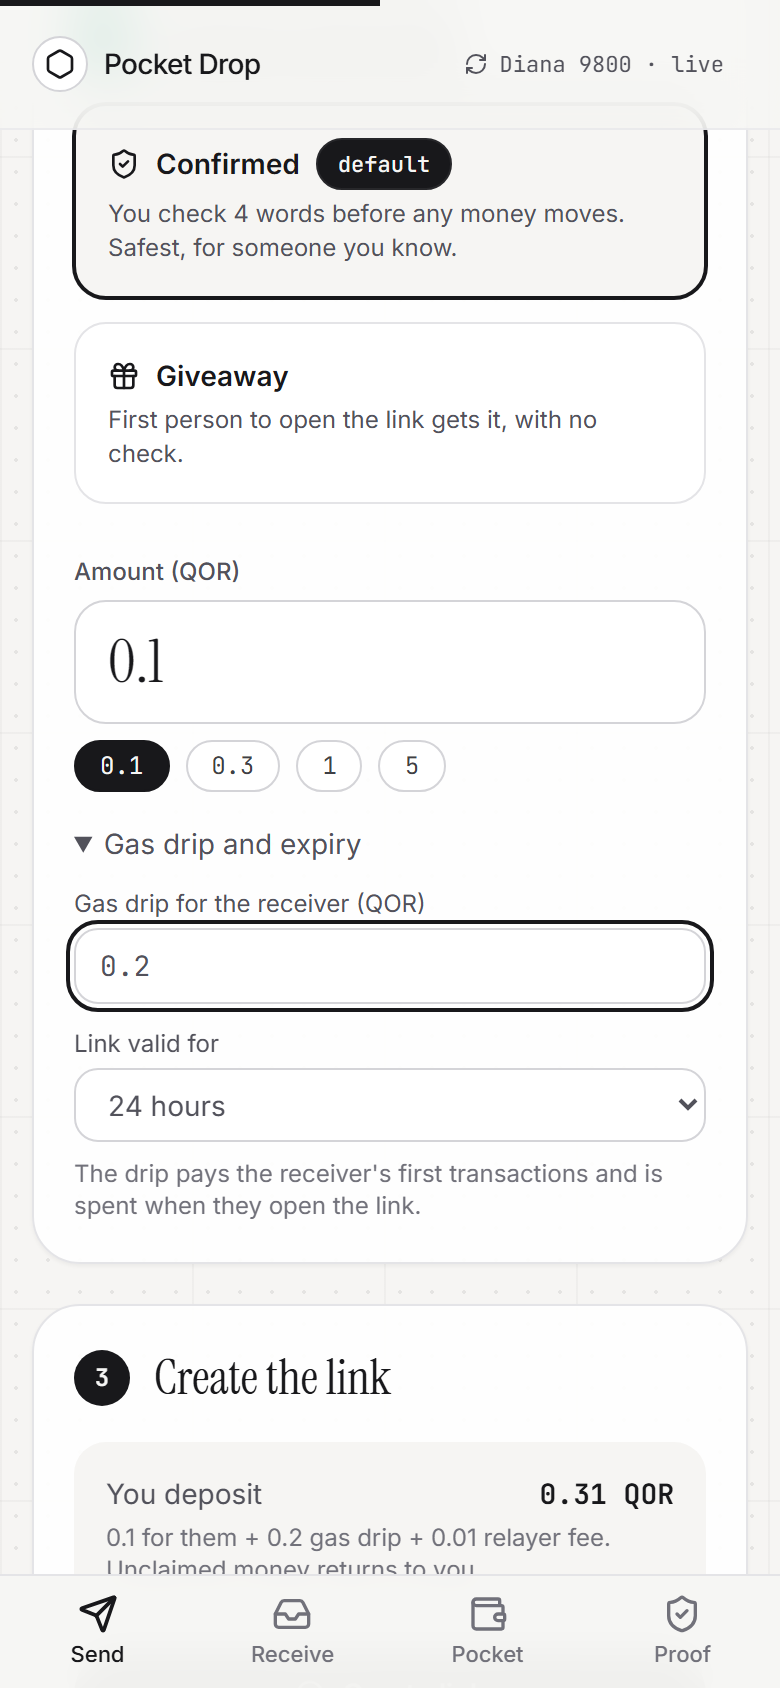 Pocket Drop
Diana 9800 · live
Confirmed default
You check 4 words before any money moves.
Safest, for someone you know.
Giveaway
First person to open the link gets it, with no
check.
Amount (QOR)
0.1
0.1 0.3 1 5
▼ Gas drip and expiry
Gas drip for the receiver (QOR)
0.2
Link valid for
24 hours
The drip pays the receiver's first transactions and is
spent when they open the link.
3 Create the link
You deposit 0.31 QOR
0.1 for them + 0.2 gas drip + 0.01 relayer fee.
Unclaimed money returns to you
Send Receive Pocket Proof